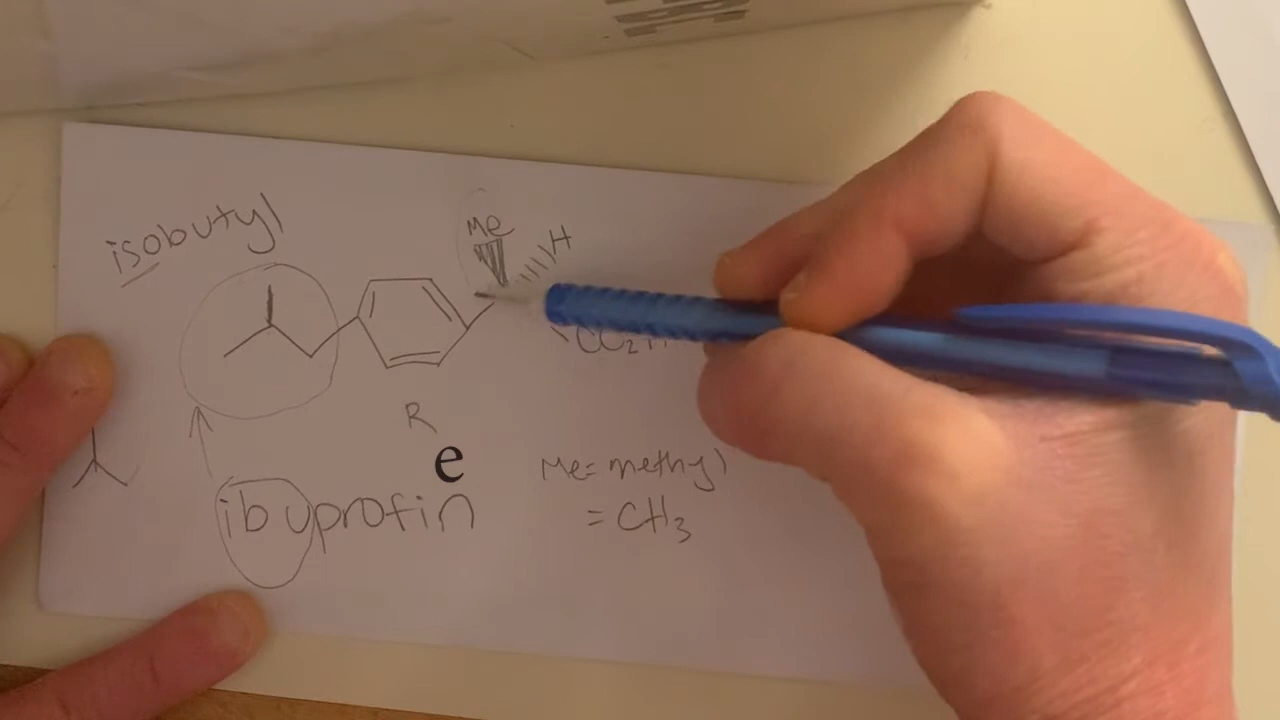 isobutyl
Me
H
R
e
ibuprofin
Me = methyl
= CH3